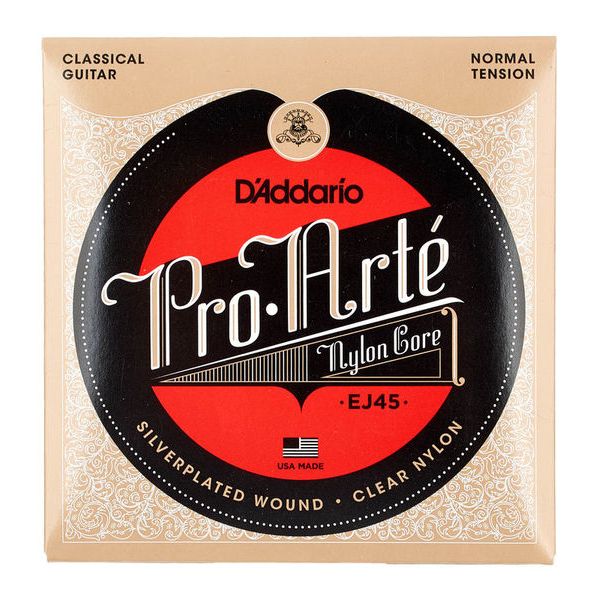 CLASSICAL
GUITAR
NORMAL
TENSION
D'Addario
Pro·Arté
Nylon Core
·EJ45·
USA MADE
SILVERPLATED WOUND · CLEAR NYLON